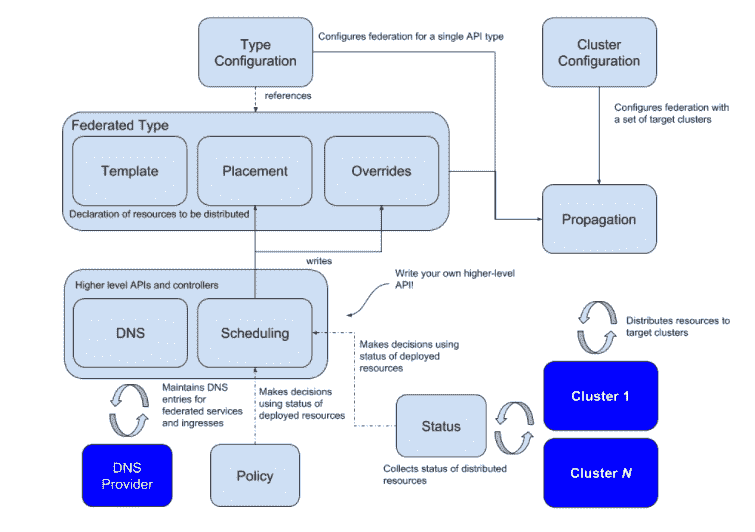 Type
Configuration
Configures federation for a single API type
Cluster
Configuration
references
Configures federation with
a set of target clusters
Federated Type
Template
Placement
Overrides
Declaration of resources to be distributed
Propagation
writes
Higher level APIs and controllers
Write your own higher-level
API!
DNS
Scheduling
Distributes resources to
target clusters
Makes decisions using
status of deployed
resources
Maintains DNS
entries for
federated services
and ingresses
Makes decisions
using status of
deployed resources
Cluster 1
Status
Collects status of distributed
resources
DNS
Provider
Policy
Cluster N